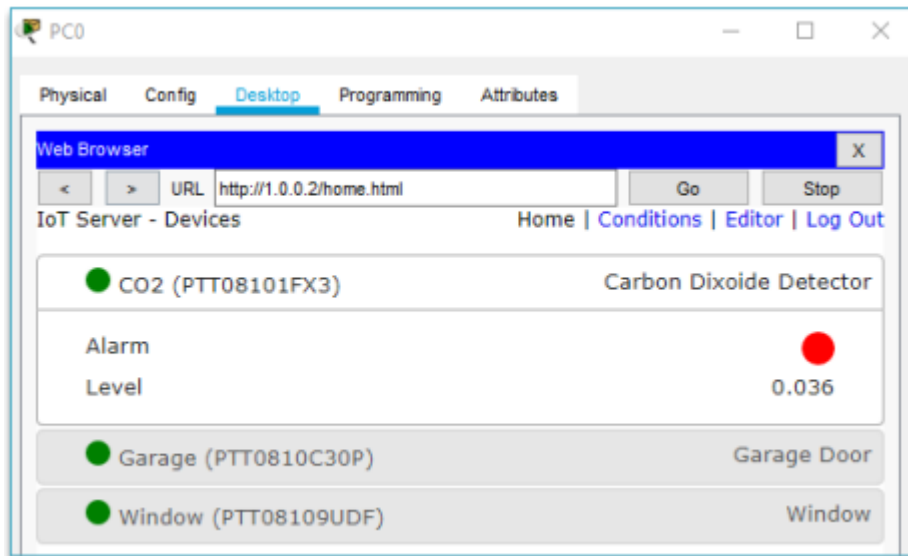 PC0
Physical Config Desktop Programming Attributes
Web Browser X
< > URL http://1.0.0.2/home.html Go Stop
IoT Server - Devices Home | Conditions | Editor | Log Out
CO2 (PTT08101FX3) Carbon Dixoide Detector
Alarm
Level 0.036
Garage (PTT0810C30P) Garage Door
Window (PTT08109UDF) Window